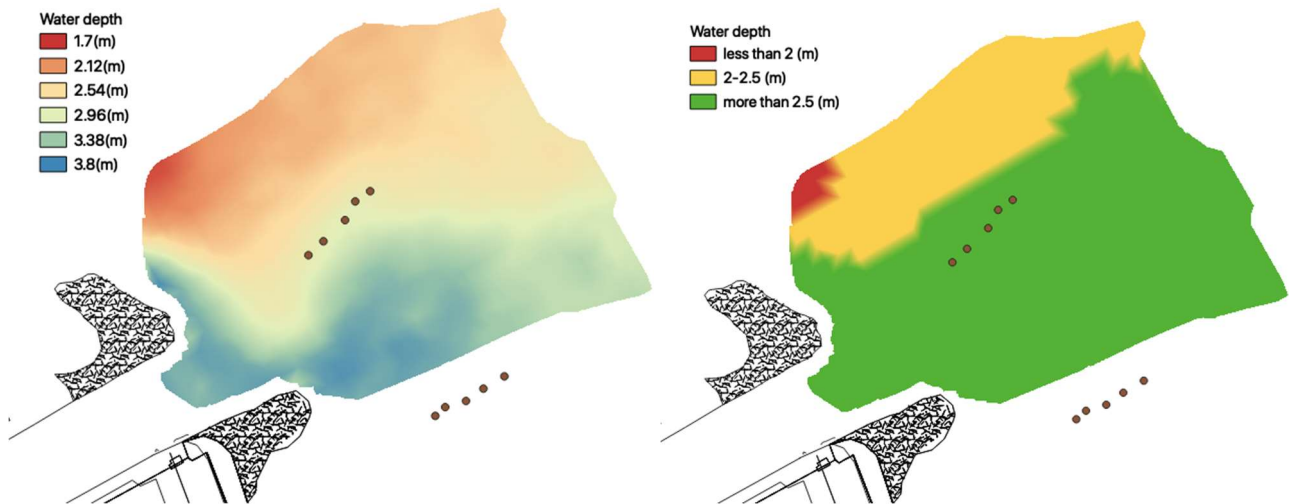 Water depth
1.7(m)
2.12(m)
2.54(m)
2.96(m)
3.38(m)
3.8(m)
Water depth
less than 2 (m)
2-2.5 (m)
more than 2.5 (m)